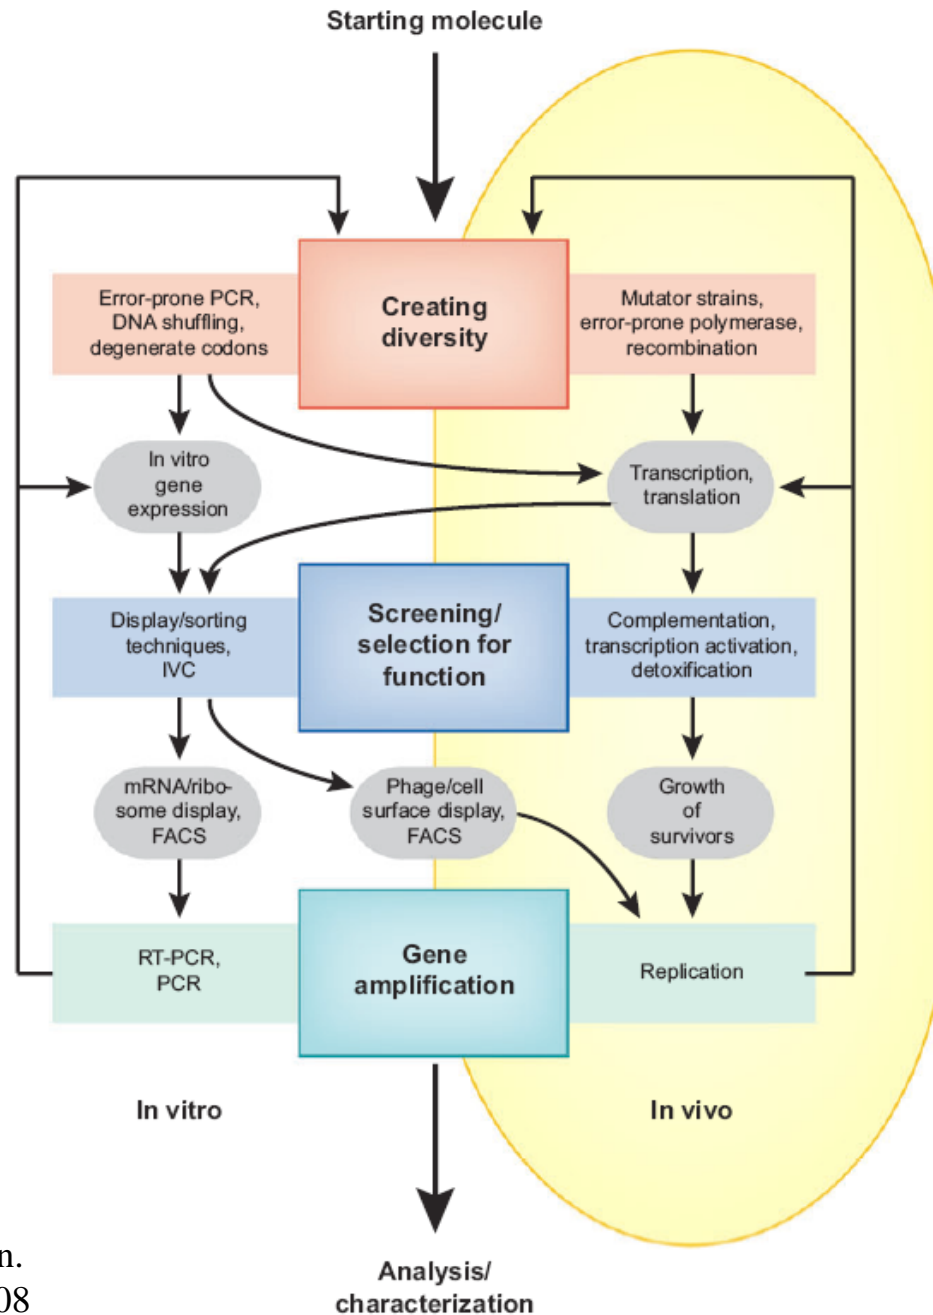 Starting molecule
Error-prone PCR,
DNA shuffling,
degenerate codons
Creating
diversity
Mutator strains,
error-prone polymerase,
recombination
In vitro
gene
expression
Transcription,
translation
Display/sorting
techniques,
IVC
Screening/
selection for
function
Complementation,
transcription activation,
detoxification
mRNA/ribo-
some display,
FACS
Phage/cell
surface display,
FACS
Growth
of
survivors
RT-PCR,
PCR
Gene
amplification
Replication
In vitro
In vivo
n.
08
Analysis/
characterization